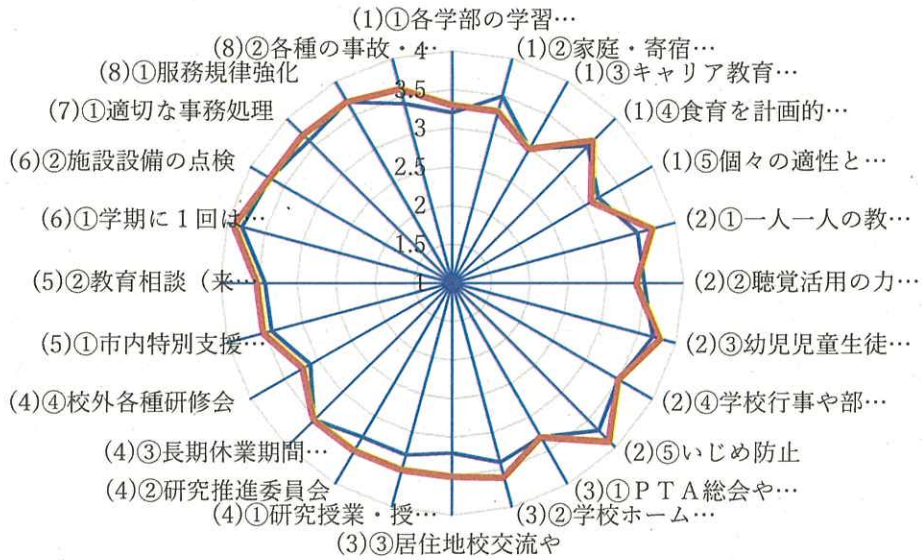 (1)①各学部の学習…
(1)②家庭・寄宿…
(1)③キャリア教育…
(1)④食育を計画的…
(1)⑤個々の適性と…
(2)①一人一人の教…
(2)②聴覚活用の力…
(2)③幼児児童生徒…
(2)④学校行事や部…
(2)⑤いじめ防止
(3)①ＰＴＡ総会や…
(3)②学校ホーム…
(3)③居住地校交流や
(4)①研究授業・授…
(4)②研究推進委員会
(4)③長期休業期間…
(4)④校外各種研修会
(5)①市内特別支援…
(5)②教育相談（来…
(6)①学期に１回は…
(6)②施設設備の点検
(7)①適切な事務処理
(8)①服務規律強化
(8)②各種の事故・…
4
3.5
3
2.5
2
1.5
1